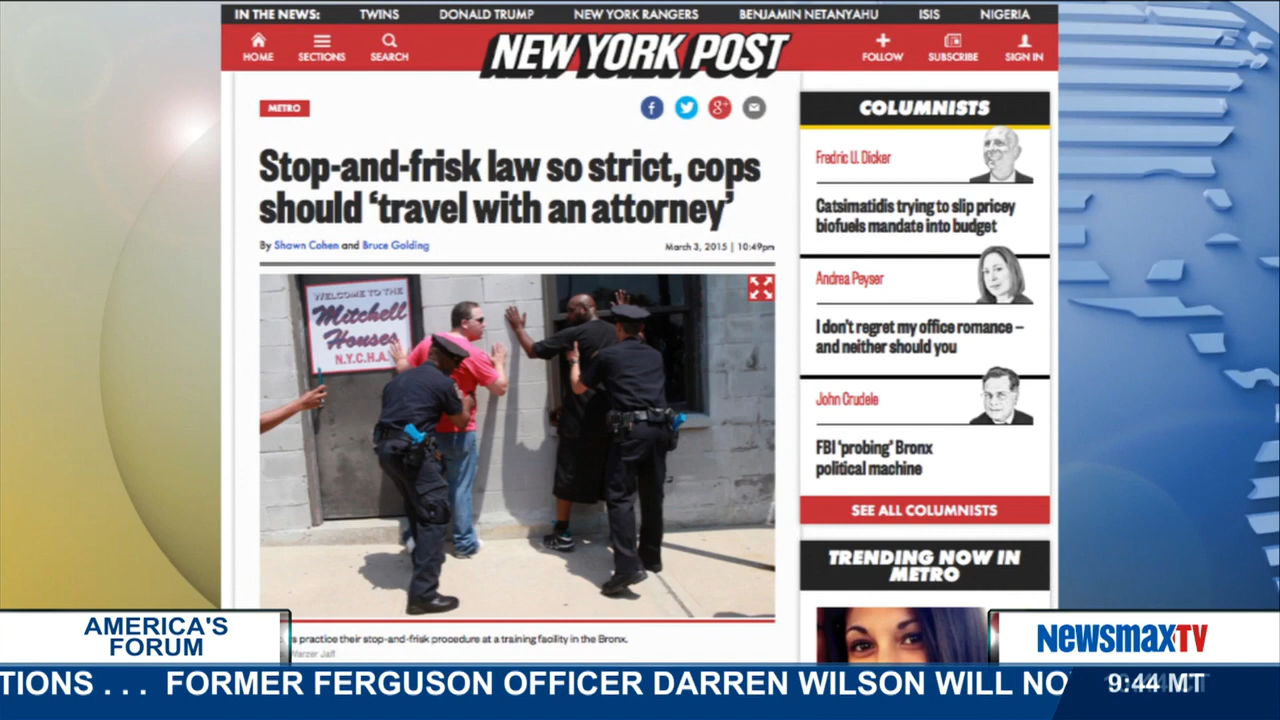 IN THE NEWS: TWINS DONALD TRUMP NEW YORK RANGERS BENJAMIN NETANYAHU ISIS NIGERIA
HOME SECTIONS SEARCH NEW YORK POST FOLLOW SUBSCRIBE SIGN IN
METRO
Stop-and-frisk law so strict, cops
should ‘travel with an attorney’
By Shawn Cohen and Bruce Golding March 3, 2015 | 10:49pm
WELCOME TO THE
Mitchell
Houses
N.Y.C.H.A.
practice their stop-and-frisk procedure at a training facility in the Bronx.
COLUMNISTS
Fredric U. Dicker
Catsimatidis trying to slip pricey
biofuels mandate into budget
Andrea Peyser
I don't regret my office romance –
and neither should you
John Crudele
FBI 'probing' Bronx
political machine
SEE ALL COLUMNISTS
TRENDING NOW IN
METRO
AMERICA'S
FORUM
NEWSMAXTV
TIONS . . . FORMER FERGUSON OFFICER DARREN WILSON WILL NO
9:44 MT